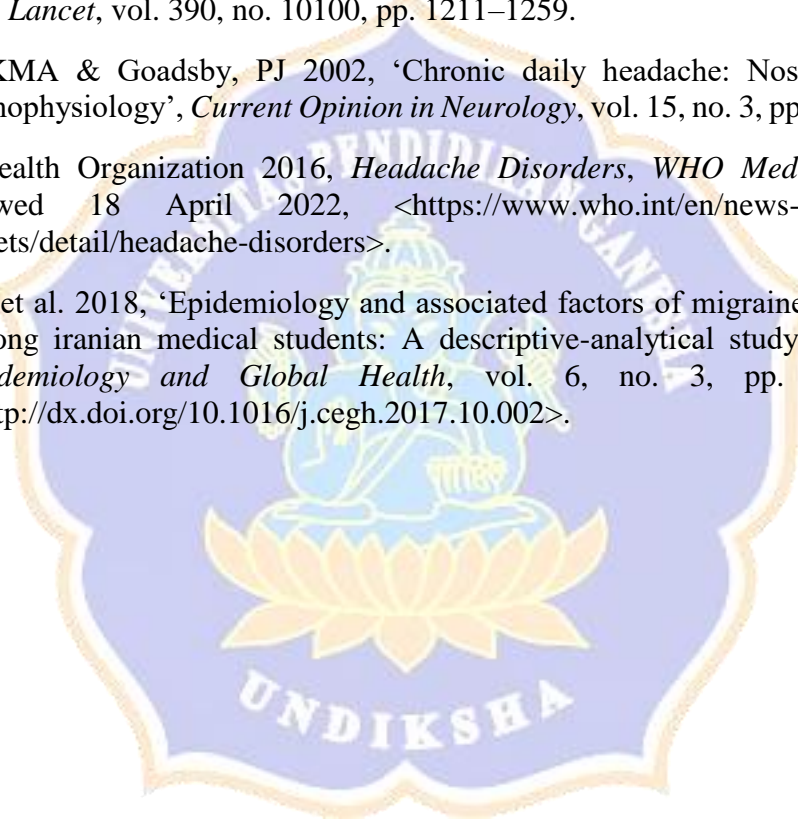 Lancet, vol. 390, no. 10100, pp. 1211–1259.
KMA & Goadsby, PJ 2002, ‘Chronic daily headache: Nos
hophysiology’, Current Opinion in Neurology, vol. 15, no. 3, pp
ealth Organization 2016, Headache Disorders, WHO Med
wed 18 April 2022, <https://www.who.int/en/news-
ets/detail/headache-disorders>.
et al. 2018, ‘Epidemiology and associated factors of migraine
ong iranian medical students: A descriptive-analytical study
demiology and Global Health, vol. 6, no. 3, pp.
tp://dx.doi.org/10.1016/j.cegh.2017.10.002>.
UNIVERSITAS PENDIDIKAN GANESHA
UNDIKSHA